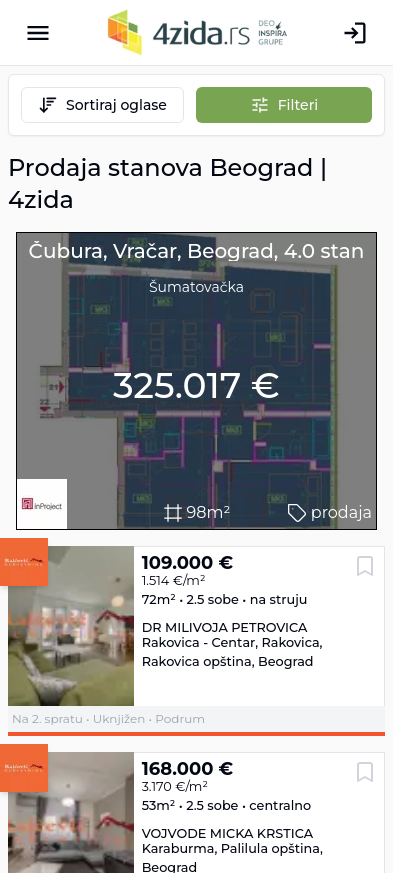 4zida.rs
DEO
INSPIRA
GRUPE
Sortiraj oglase
Filteri
Prodaja stanova Beograd |
4zida
Čubura, Vračar, Beograd, 4.0 stan
Šumatovačka
325.017 €
InProject
98m²
prodaja
109.000 €
1.514 €/m²
72m² • 2.5 sobe • na struju
DR MILIVOJA PETROVICA
Rakovica - Centar, Rakovica,
Rakovica opština, Beograd
Na 2. spratu • Uknjižen • Podrum
168.000 €
3.170 €/m²
53m² • 2.5 sobe • centralno
VOJVODE MICKA KRSTICA
Karaburma, Palilula opština,
Beograd